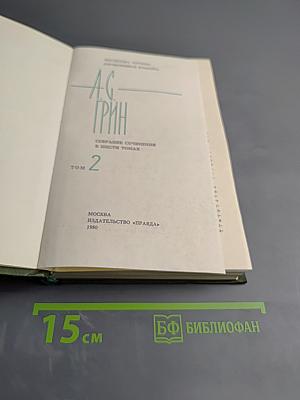 А.С.
ГРИН
СОБРАНИЕ СОЧИНЕНИЙ
В ШЕСТИ ТОМАХ
ТОМ 2
МОСКВА
ИЗДАТЕЛЬСТВО «ПРАВДА»
1980
15 см
БФ БИБЛИОФАН